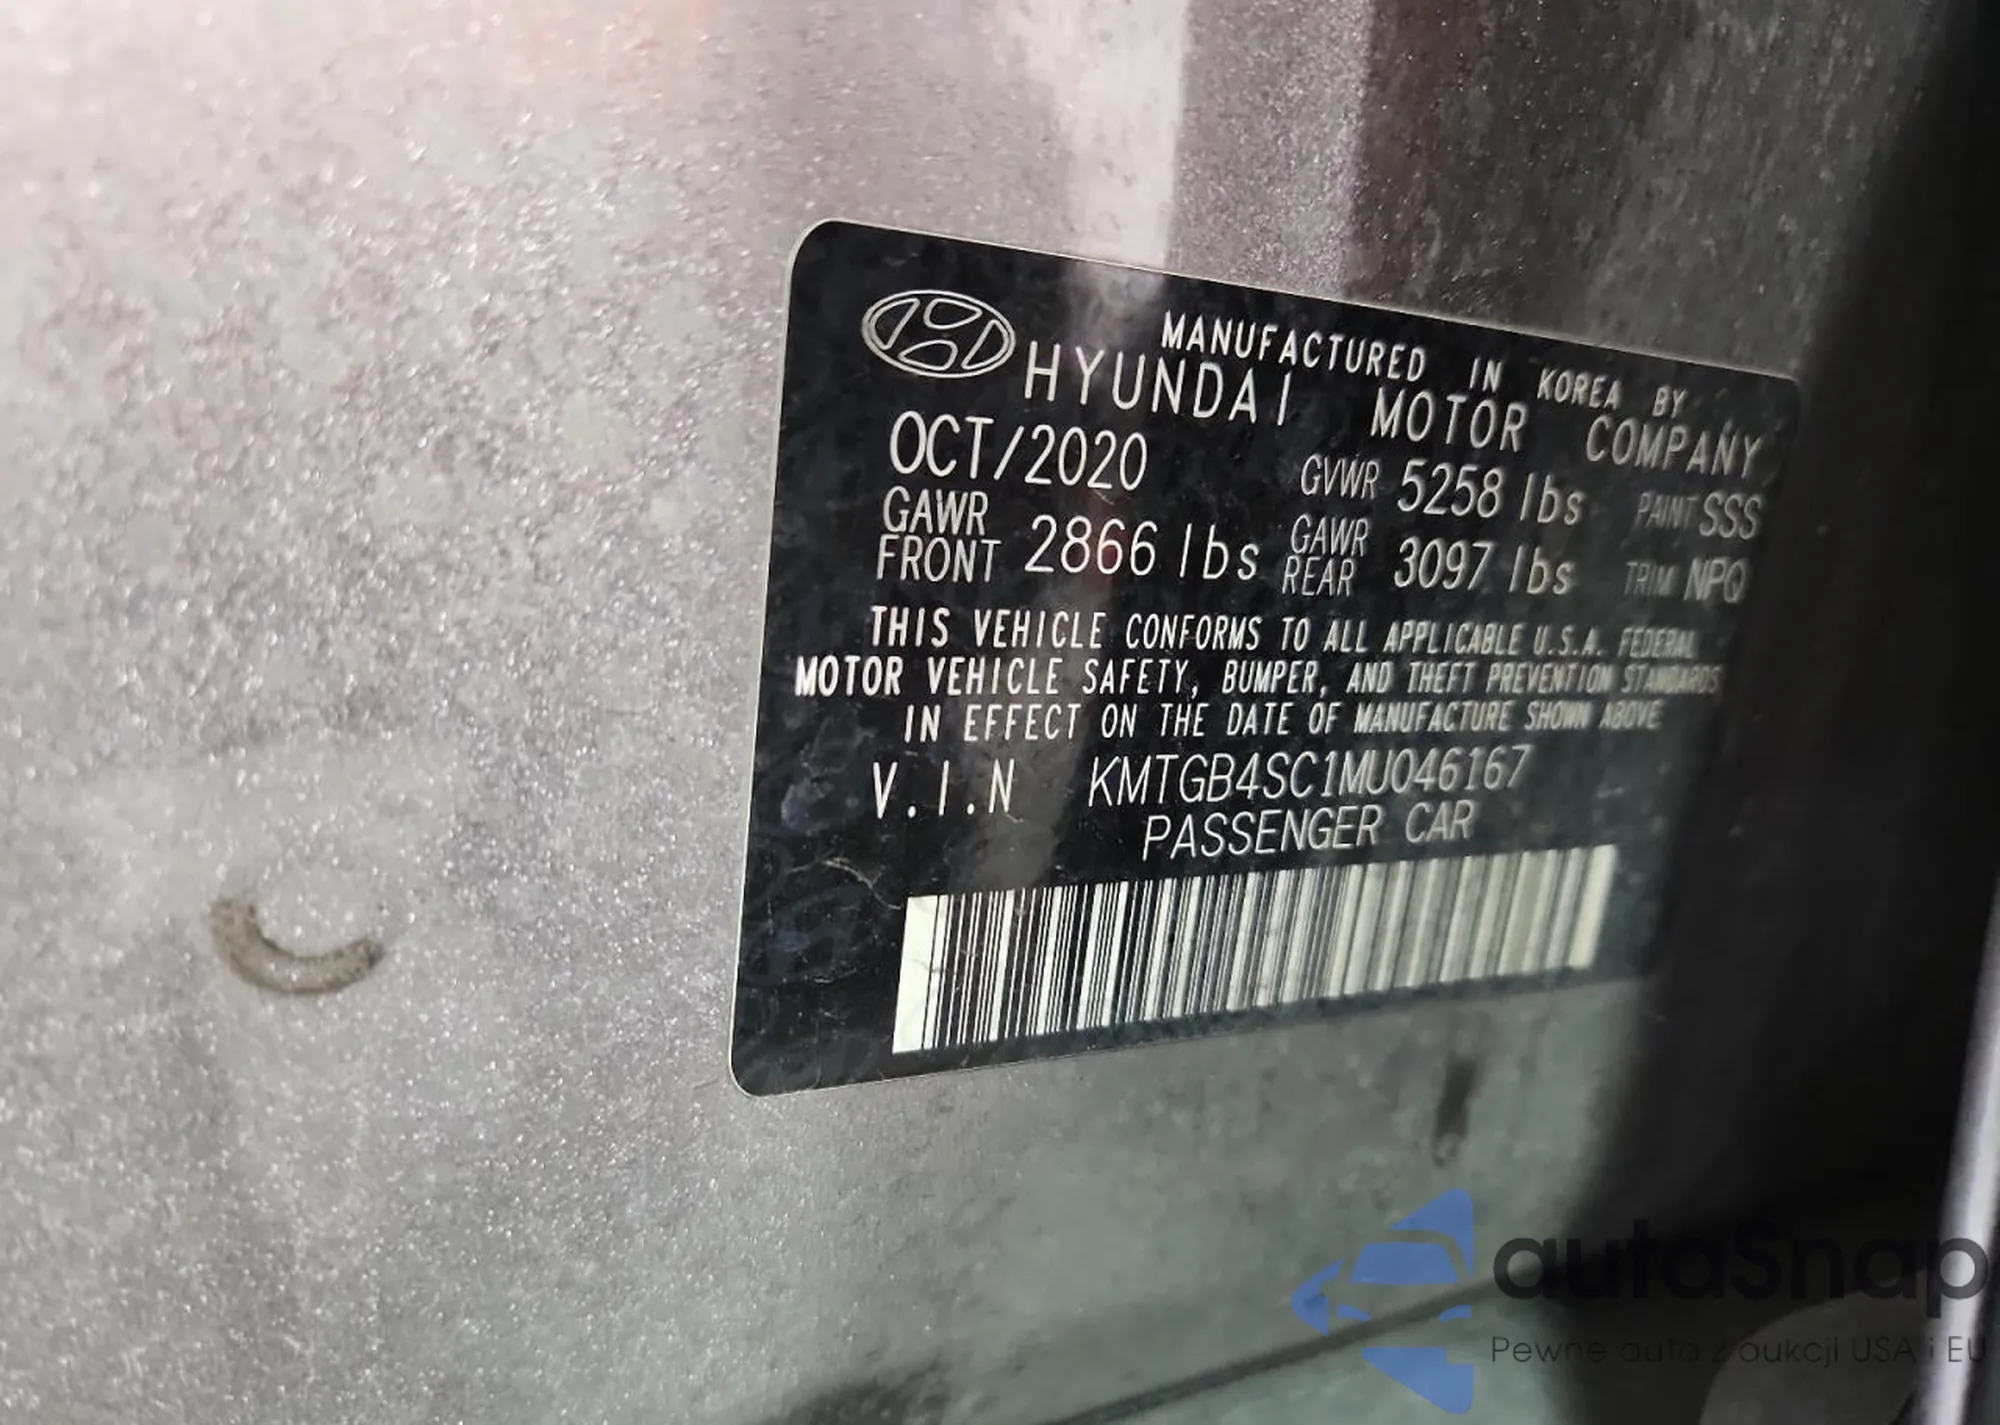 MANUFACTURED IN KOREA BY
HYUNDAI MOTOR COMPANY
OCT/2020 GVWR 5258 lbs PAINT SSS
GAWR FRONT 2866 lbs GAWR REAR 3097 lbs TRIM NPQ
THIS VEHICLE CONFORMS TO ALL APPLICABLE U.S.A. FEDERAL
MOTOR VEHICLE SAFETY, BUMPER, AND THEFT PREVENTION STANDARDS
IN EFFECT ON THE DATE OF MANUFACTURE SHOWN ABOVE
V.I.N KMTGB4SC1MU046167
PASSENGER CAR
autaSnap
Pewne auta z aukcji USA i EU